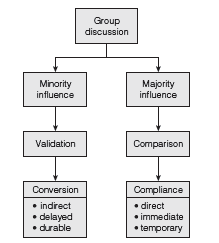 Group
discussion
Minority
influence
Majority
influence
Validation
Comparison
Conversion
• indirect
• delayed
• durable
Compliance
• direct
• immediate
• temporary